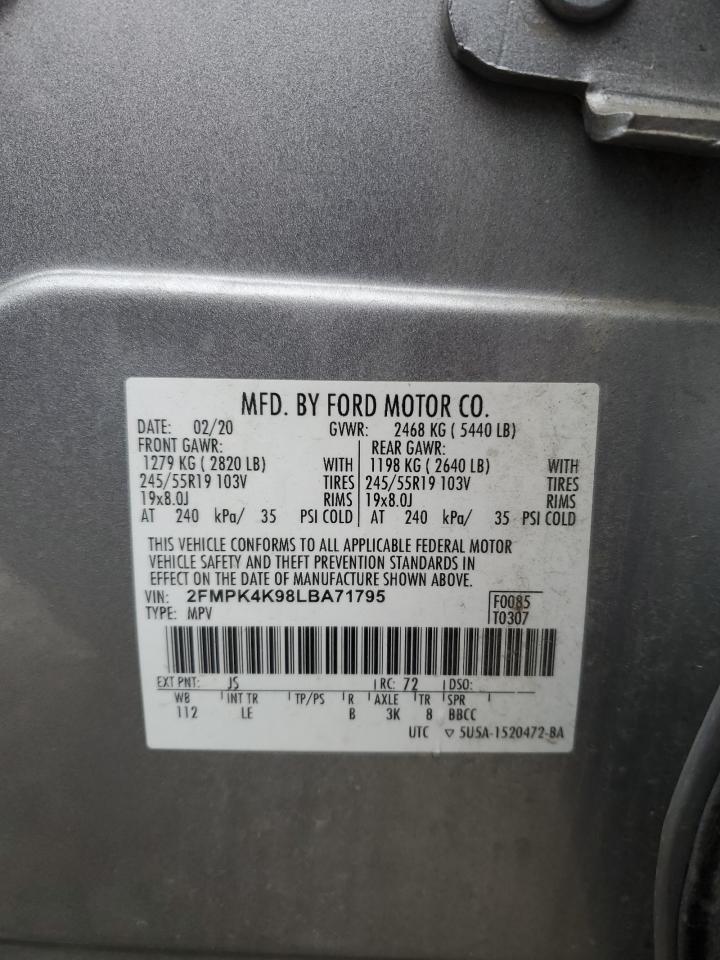 MFD. BY FORD MOTOR CO.
DATE: 02/20 GVWR: 2468 KG ( 5440 LB)
FRONT GAWR: REAR GAWR:
1279 KG ( 2820 LB) WITH 1198 KG ( 2640 LB) WITH
245/55R19 103V TIRES 245/55R19 103V TIRES
19x8.0J RIMS 19x8.0J RIMS
AT 240 kPa/ 35 PSI COLD AT 240 kPa/ 35 PSI COLD
THIS VEHICLE CONFORMS TO ALL APPLICABLE FEDERAL MOTOR
VEHICLE SAFETY AND THEFT PREVENTION STANDARDS IN
EFFECT ON THE DATE OF MANUFACTURE SHOWN ABOVE.
VIN: 2FMPK4K98LBA71795 F0085
TYPE: MPV T0307
EXT PNT: JS RC: 72 DSO:
WB INT TR TP/PS R AXLE TR SPR
112 LE B 3K 8 BBCC
UTC ▽ 5U5A-1520472-BA